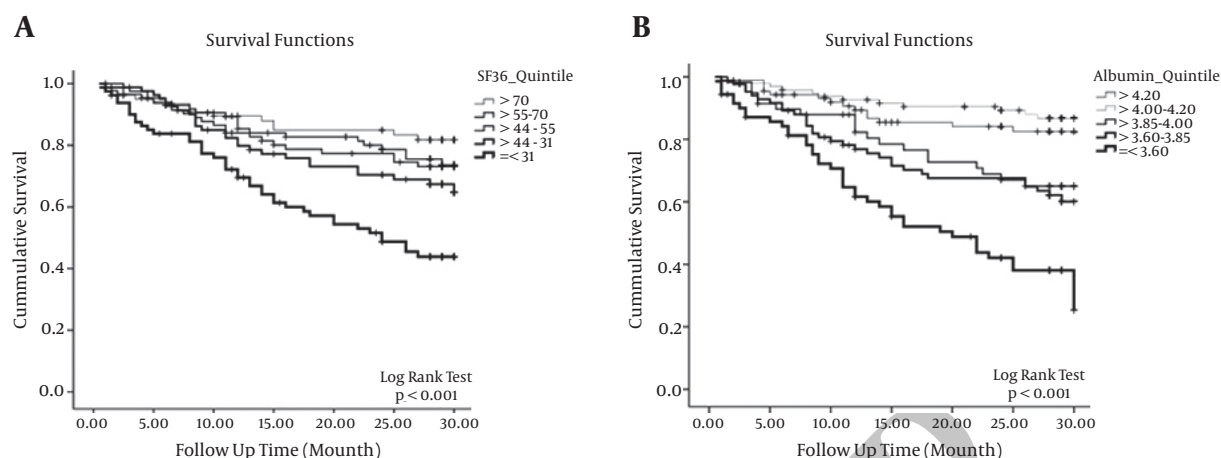 A
Survival Functions
SF36_Quintile
> 70
> 55-70
> 44 - 55
> 44 - 31
=< 31
Cummulative Survival
1.0
0.8
0.6
0.4
0.2
0.0
Log Rank Test
p < 0.001
0.00 5.00 10.00 15.00 20.00 25.00 30.00
Follow Up Time (Mounth)
B
Survival Functions
Albumin_Quintile
> 4.20
> 4.00-4.20
> 3.85-4.00
> 3.60-3.85
=< 3.60
Cummulative Survival
1.0
0.8
0.6
0.4
0.2
0.0
Log Rank Test
p < 0.001
0.00 5.00 10.00 15.00 20.00 25.00 30.00
Follow Up Time (Mounth)